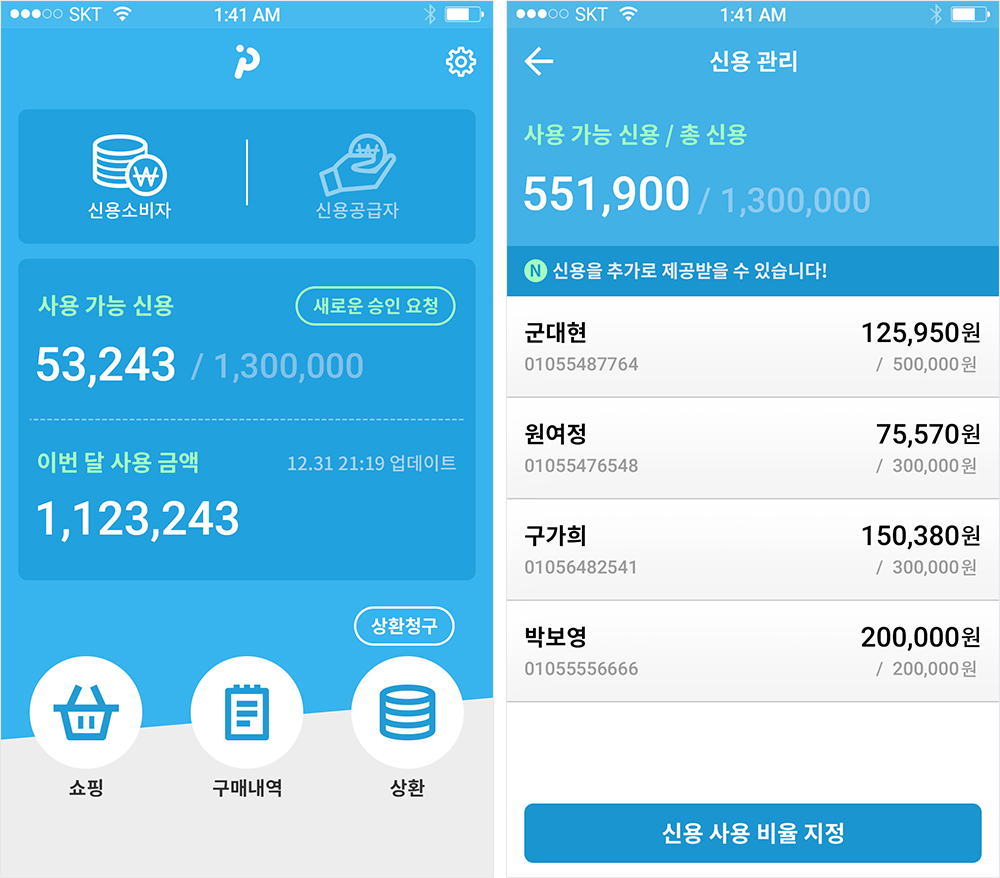 SKT 1:41 AM
신용소비자
신용공급자
사용 가능 신용
새로운 승인 요청
53,243 / 1,300,000
이번 달 사용 금액
12.31 21:19 업데이트
1,123,243
상환청구
쇼핑
구매내역
상환
SKT 1:41 AM
신용 관리
사용 가능 신용 / 총 신용
551,900 / 1,300,000
N 신용을 추가로 제공받을 수 있습니다!
군대현 125,950원
01055487764 / 500,000원
원여정 75,570원
01055476548 / 300,000원
구가희 150,380원
01056482541 / 300,000원
박보영 200,000원
01055556666 / 200,000원
신용 사용 비율 지정